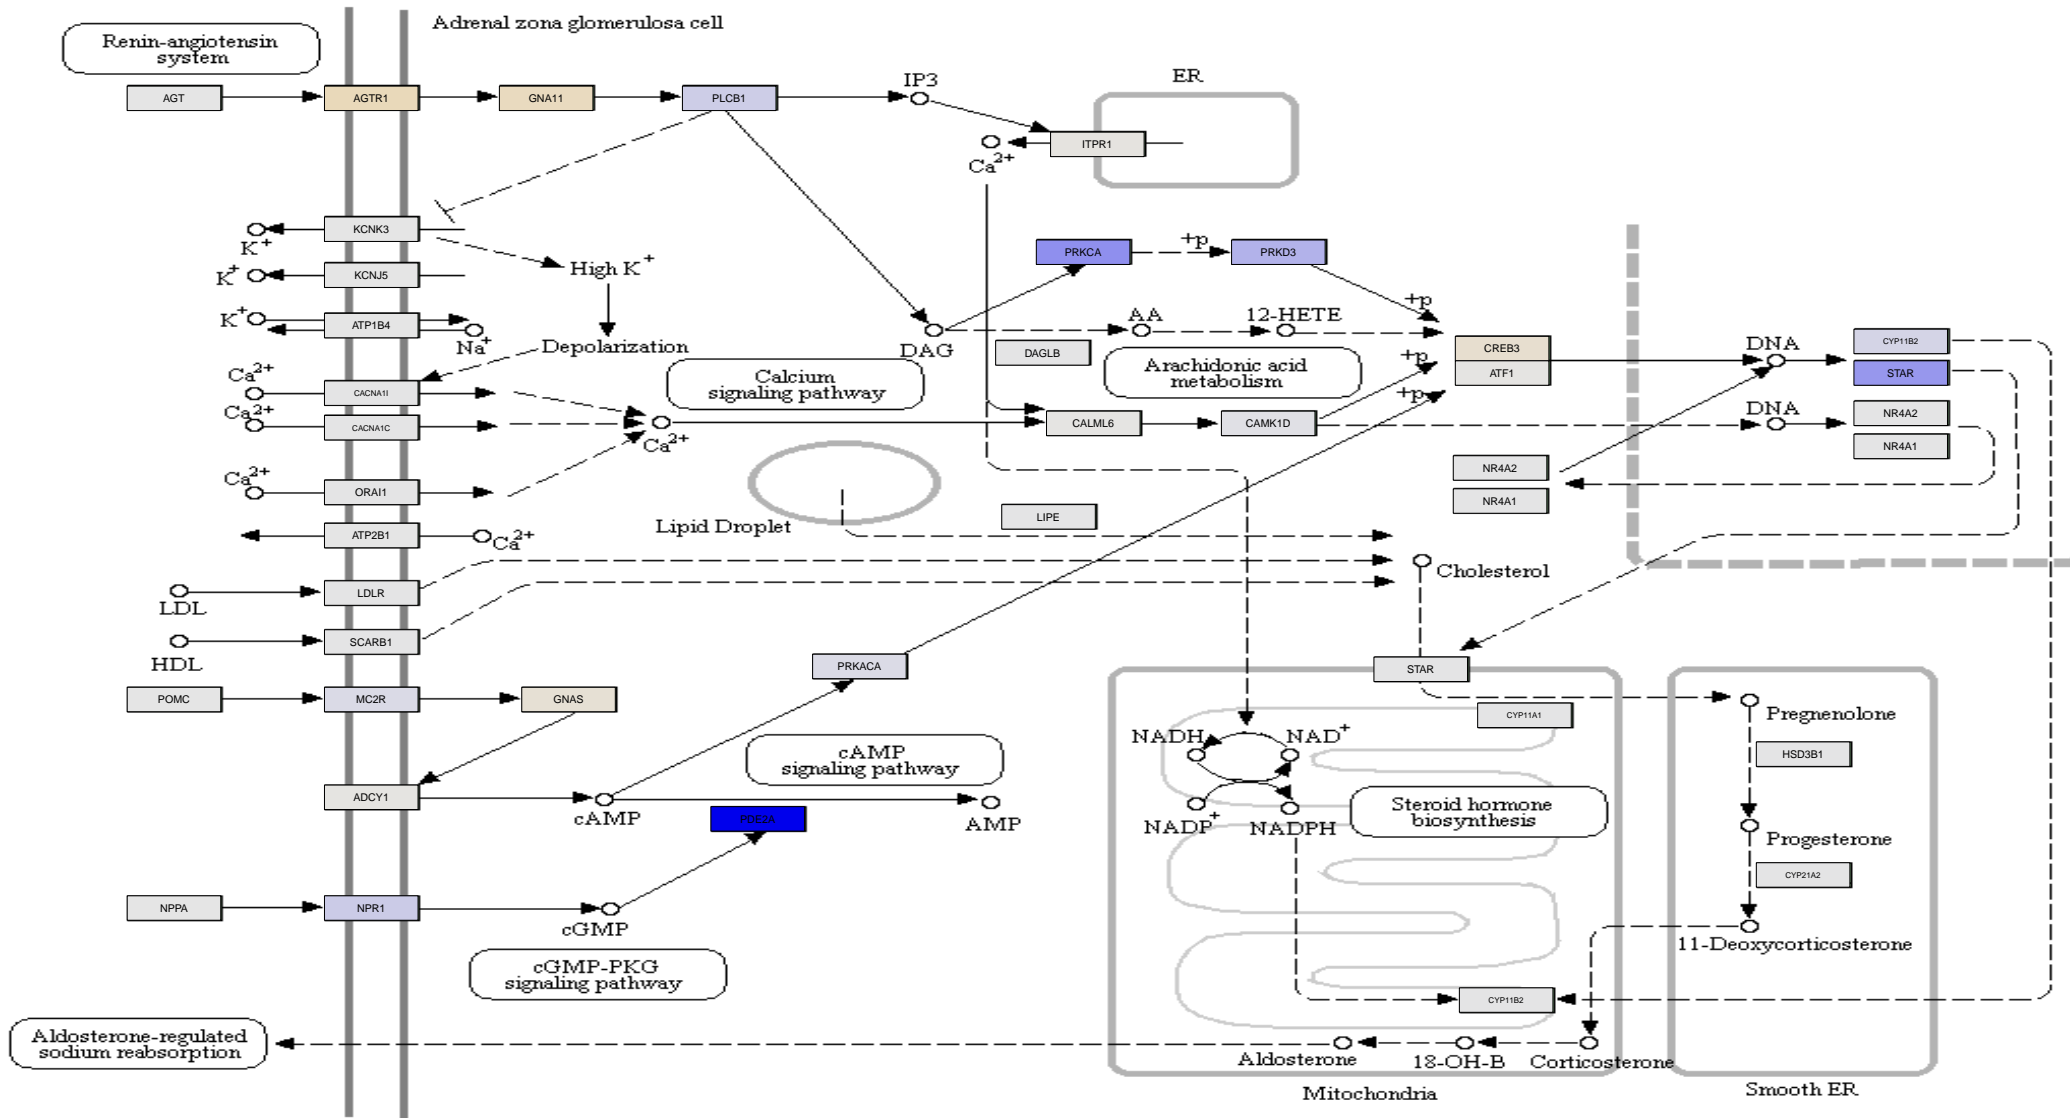 Adrenal zona glomerulosa cell
Renin-angiotensin
system
AGT
AGTR1
GNA11
PLCB1
IP3
ER
ITPR1
Ca2+
KCNK3
K+
KCNJ5
K+
High K+
PRKCA
+p
PRKD3
K+
ATP1B4
Na+
Depolarization
DAG
DAGLB
AA
12-HETE
+p
Arachidonic acid
metabolism
CREB3
ATF1
+p
+p
DNA
CYP11B2
STAR
Ca2+
CACNA1I
Calcium
signaling pathway
Ca2+
CACNA1C
Ca2+
CALML6
CAMK1D
DNA
NR4A2
NR4A1
NR4A2
NR4A1
Ca2+
ORAI1
Lipid Droplet
LIPE
ATP2B1
Ca2+
Cholesterol
LDL
LDLR
HDL
SCARB1
PRKACA
STAR
POMC
MC2R
GNAS
CYP11A1
Pregnenolone
cAMP
signaling pathway
NADH
NAD+
HSD3B1
ADCY1
cAMP
AMP
PDE2A
NADP+
NADPH
Steroid hormone
biosynthesis
Progesterone
CYP21A2
NPPA
NPR1
cGMP
11-Deoxycorticosterone
cGMP-PKG
signaling pathway
CYP11B2
Aldosterone-regulated
sodium reabsorption
Aldosterone
18-OH-B
Corticosterone
Mitochondria
Smooth ER